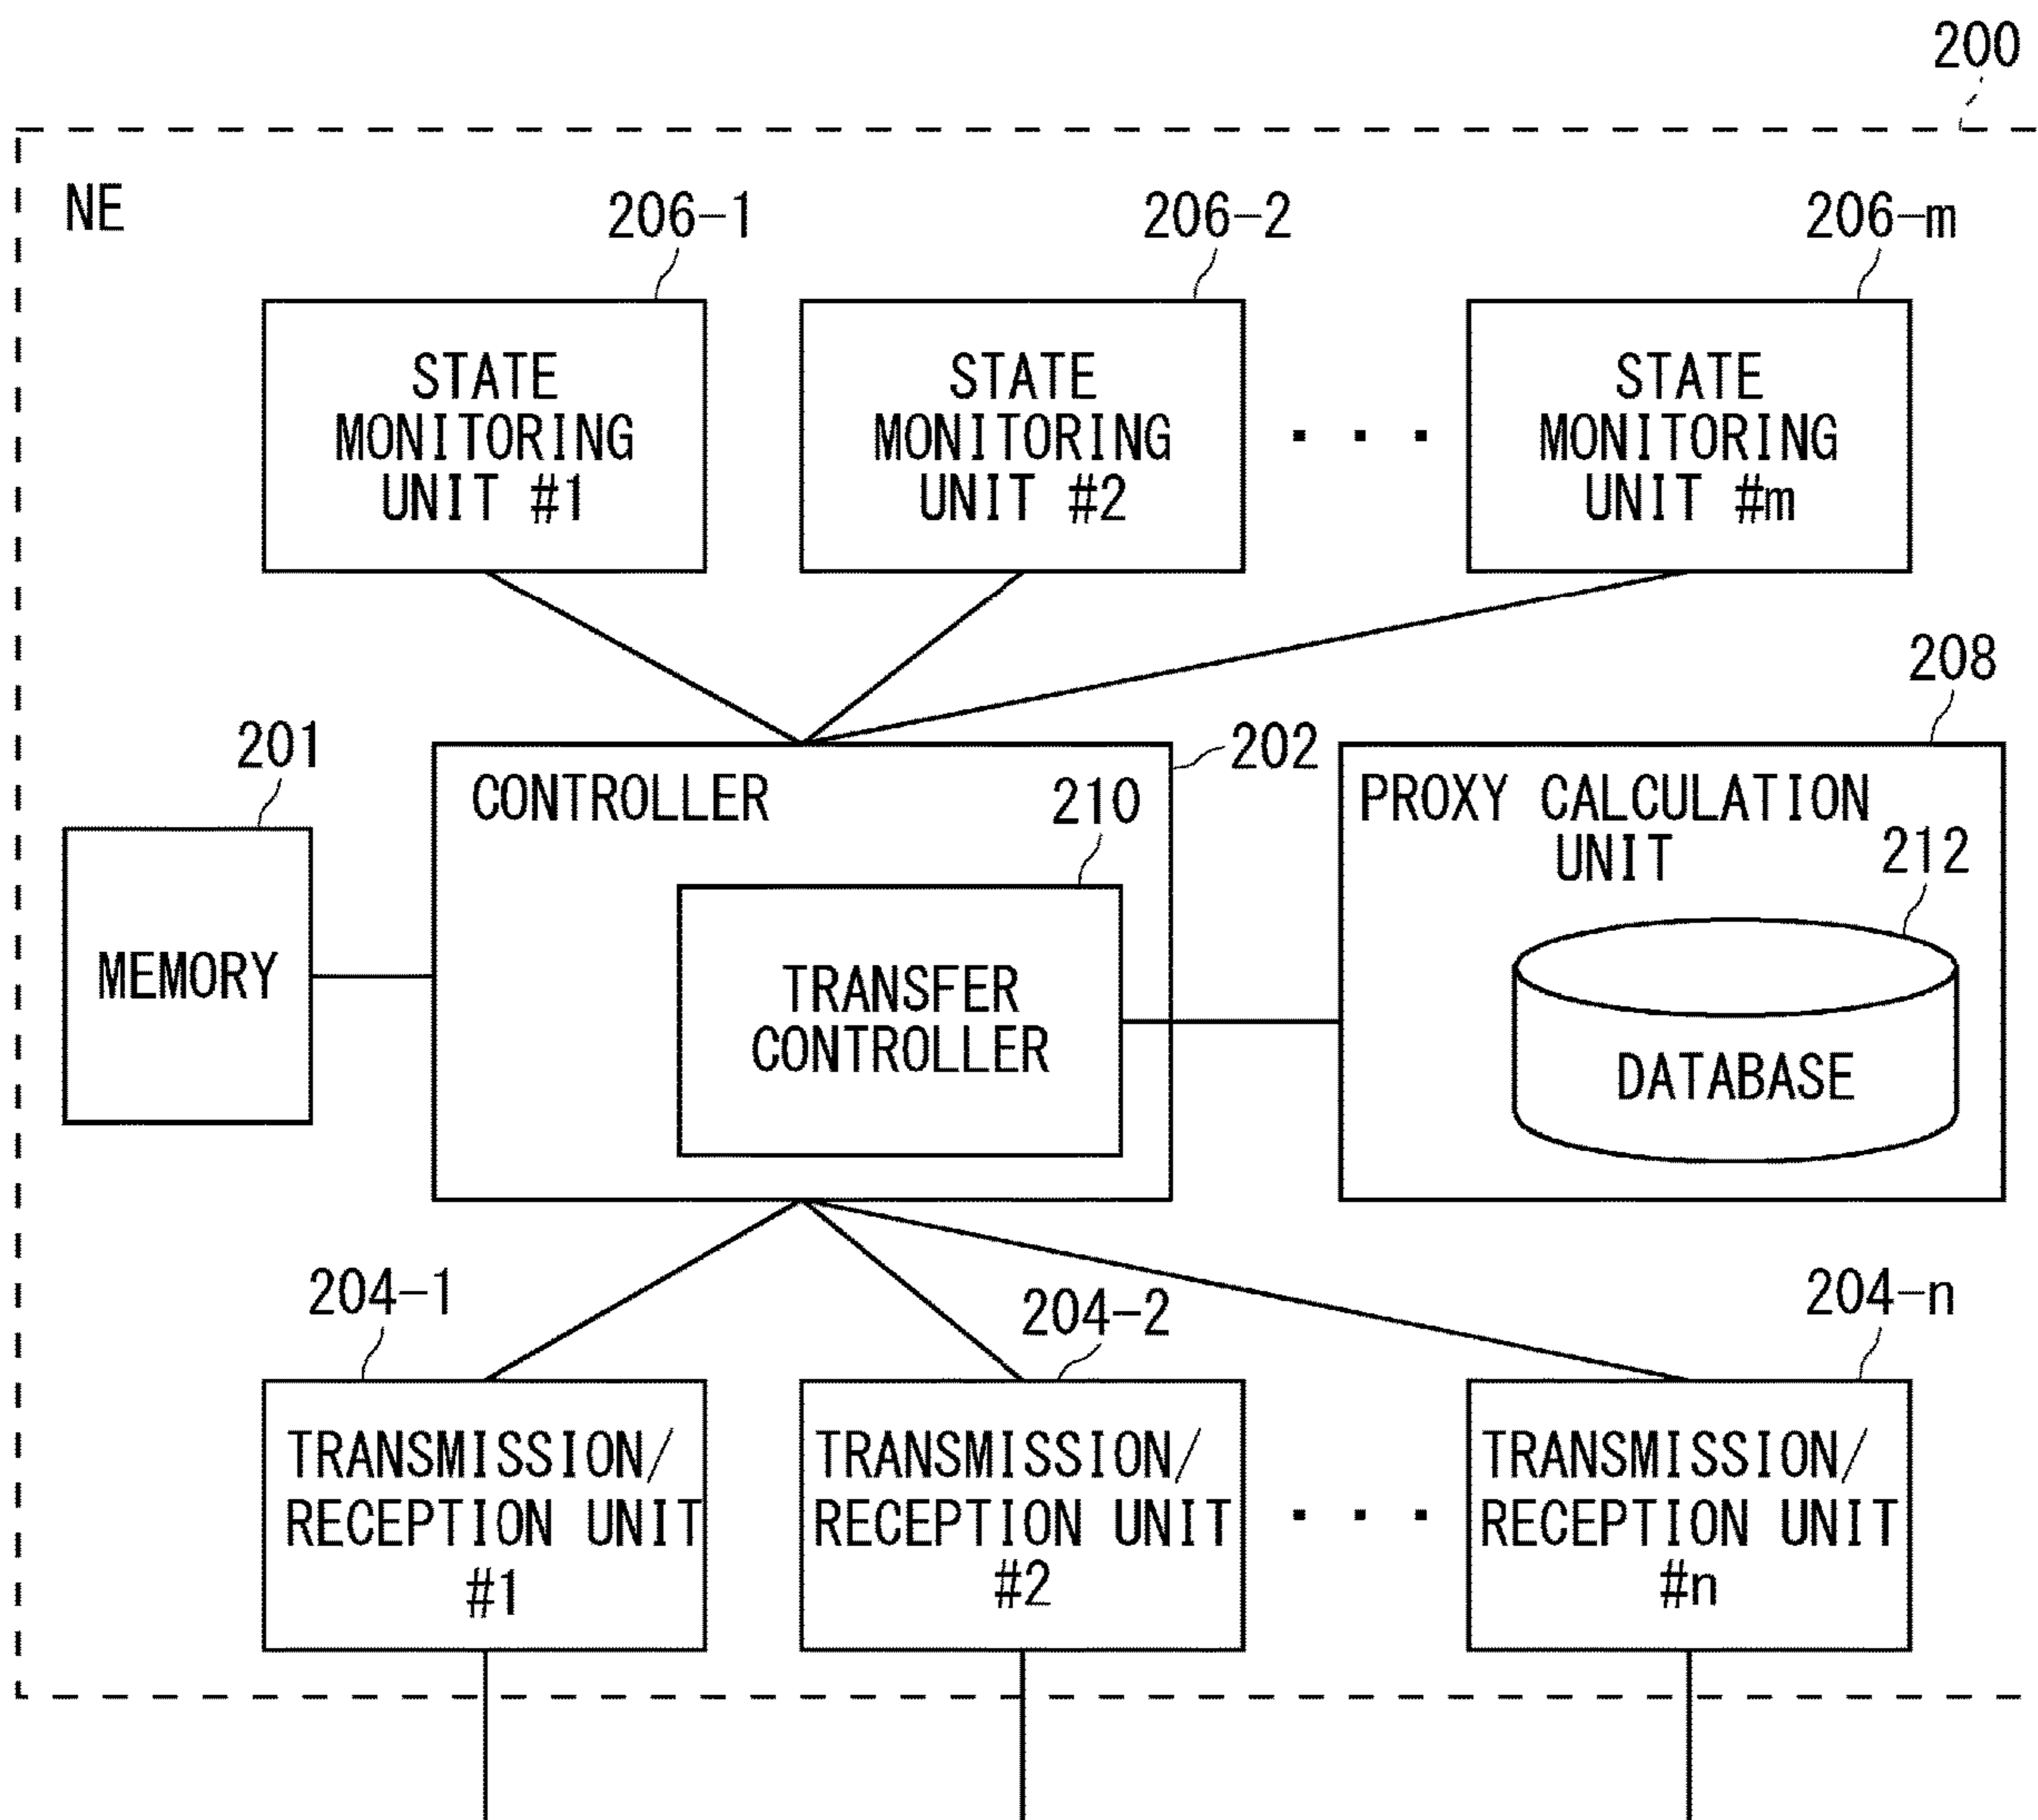 200
NE
206-1
206-2
206-m
STATE
MONITORING
UNIT #1
STATE
MONITORING
UNIT #2
. . .
STATE
MONITORING
UNIT #m
208
201
202
CONTROLLER
210
PROXY CALCULATION
UNIT
212
MEMORY
TRANSFER
CONTROLLER
DATABASE
204-1
204-2
204-n
TRANSMISSION/
RECEPTION UNIT
#1
TRANSMISSION/
RECEPTION UNIT
#2
. . .
TRANSMISSION/
RECEPTION UNIT
#n